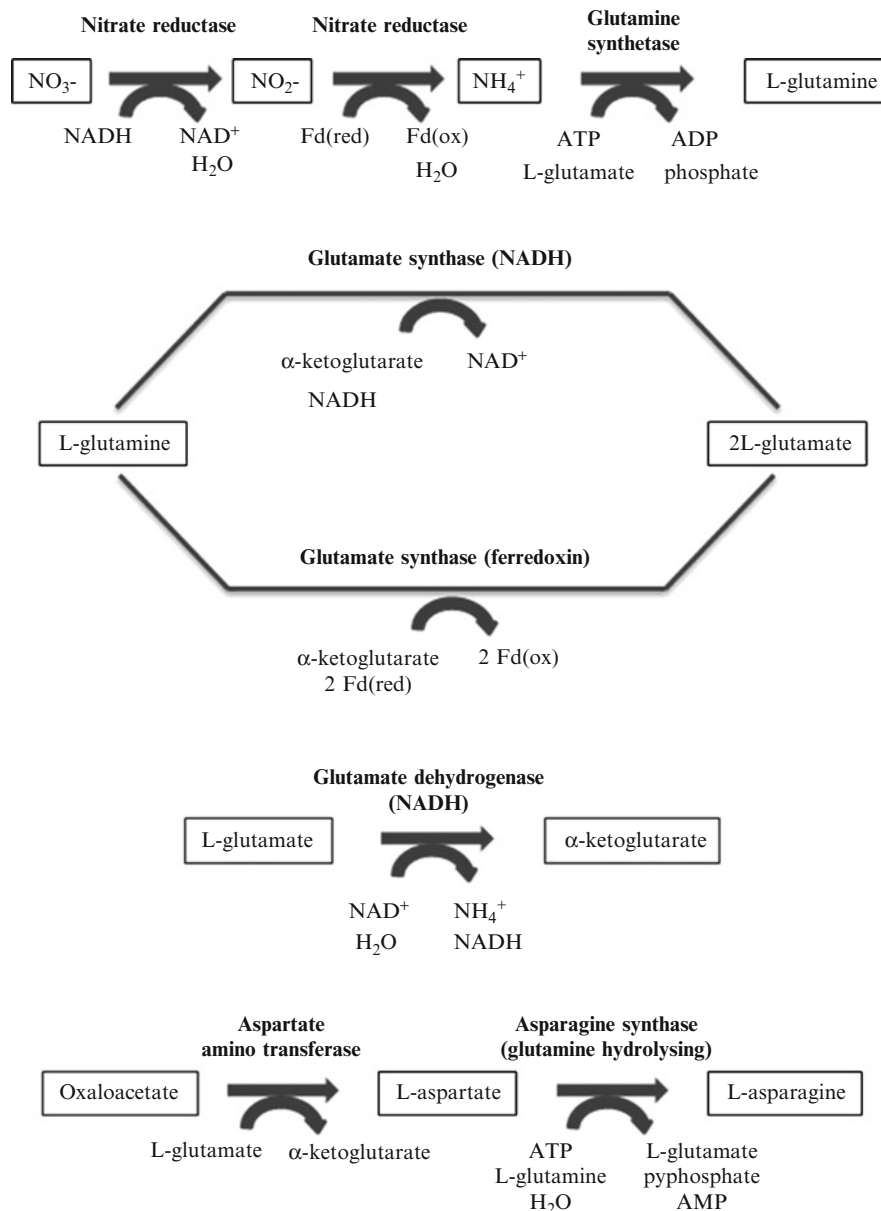 Nitrate reductase Nitrate reductase Glutamine
synthetase
NO3- NO2- NH4+ L-glutamine
NADH NAD+ Fd(red) Fd(ox) ATP ADP
H2O H2O L-glutamate phosphate
Glutamate synthase (NADH)
α-ketoglutarate NAD+
NADH
L-glutamine 2L-glutamate
Glutamate synthase (ferredoxin)
α-ketoglutarate 2 Fd(ox)
2 Fd(red)
Glutamate dehydrogenase
(NADH)
L-glutamate α-ketoglutarate
NAD+ NH4+
H2O NADH
Aspartate Asparagine synthase
amino transferase (glutamine hydrolysing)
Oxaloacetate L-aspartate L-asparagine
L-glutamate α-ketoglutarate ATP L-glutamate
L-glutamine pyphosphate
H2O AMP